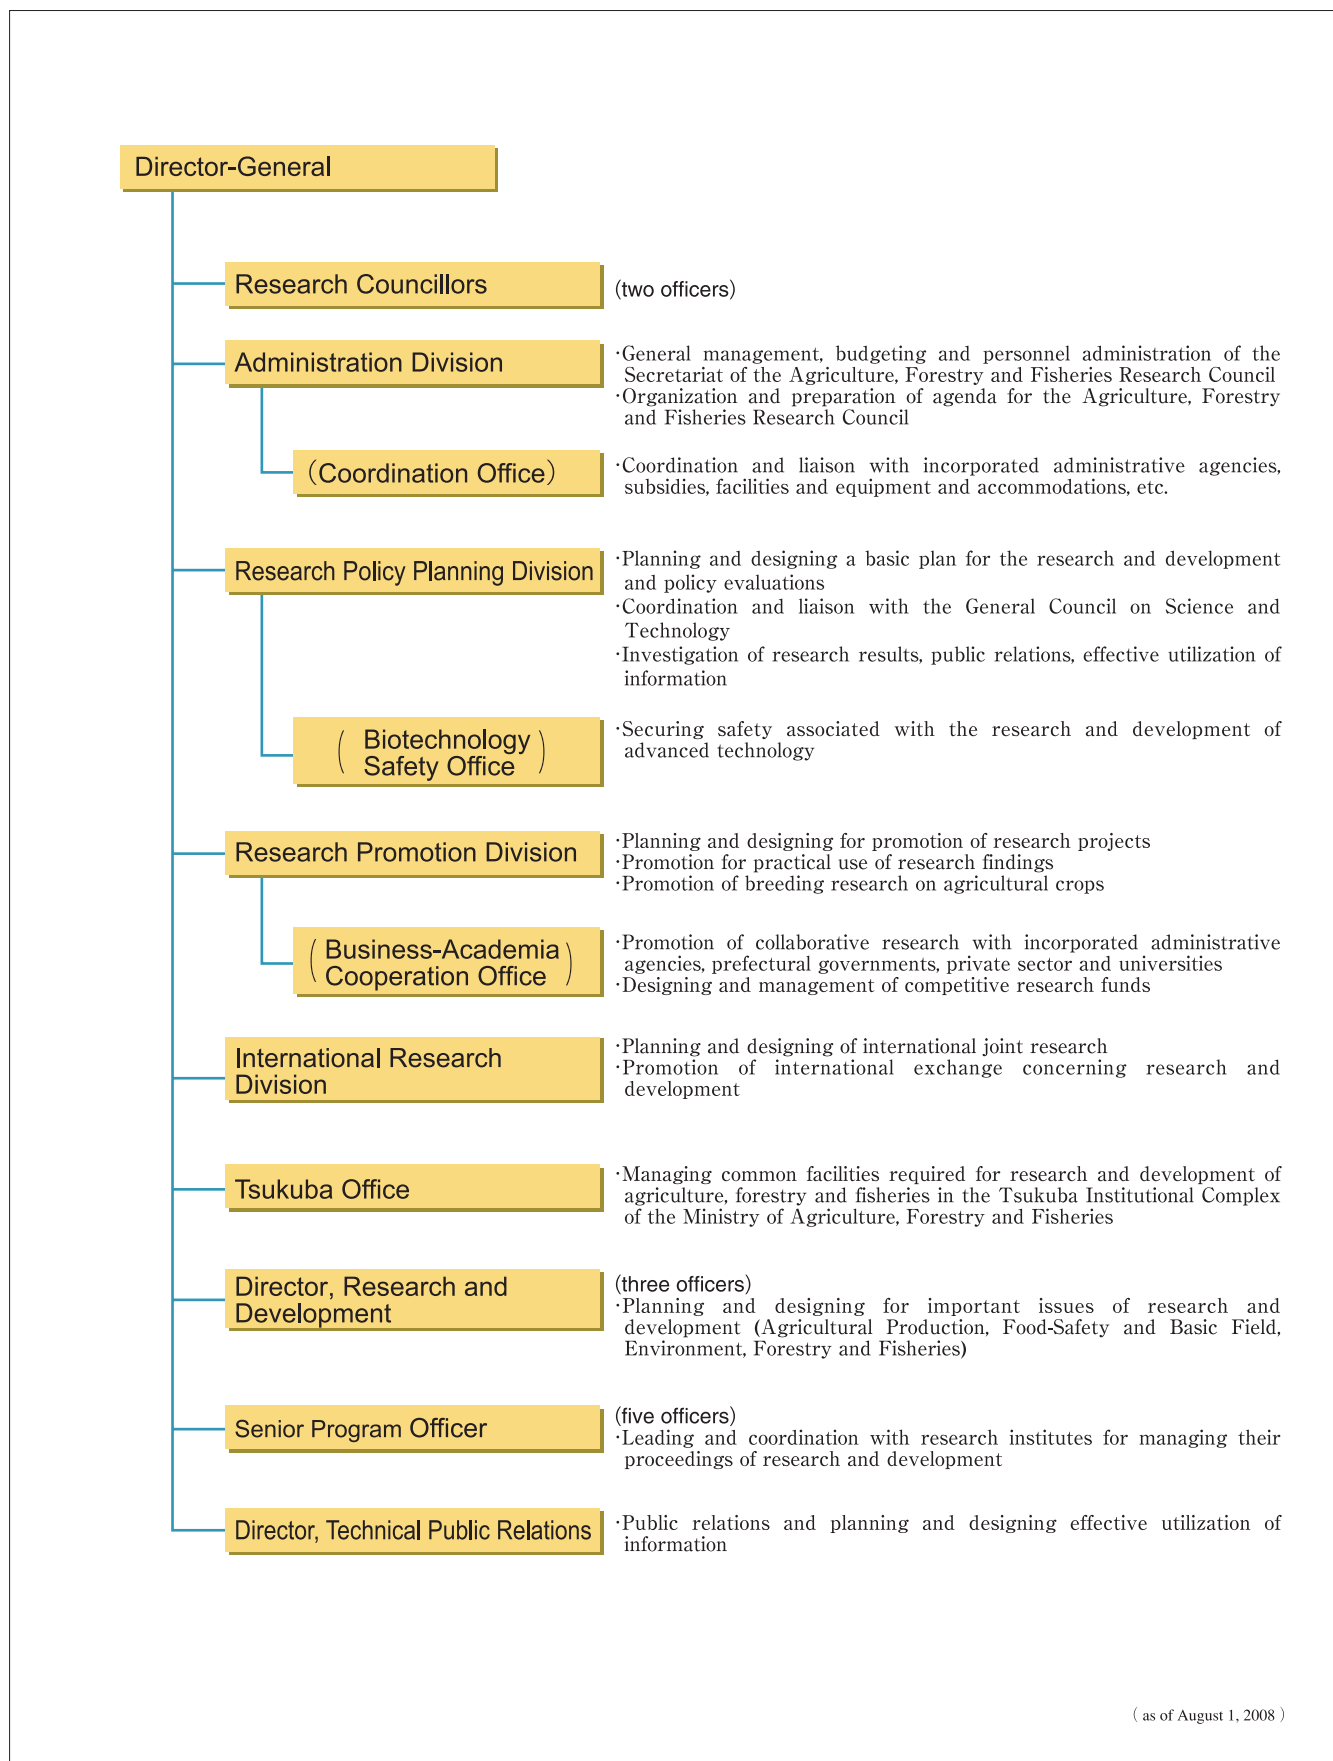 Director-General
Research Councillors
(two officers)
Administration Division
·General management, budgeting and personnel administration of the
Secretariat of the Agriculture, Forestry and Fisheries Research Council
·Organization and preparation of agenda for the Agriculture, Forestry
and Fisheries Research Council
(Coordination Office)
·Coordination and liaison with incorporated administrative agencies,
subsidies, facilities and equipment and accommodations, etc.
Research Policy Planning Division
·Planning and designing a basic plan for the research and development
and policy evaluations
·Coordination and liaison with the General Council on Science and
Technology
·Investigation of research results, public relations, effective utilization of
information
(Biotechnology
Safety Office)
·Securing safety associated with the research and development of
advanced technology
Research Promotion Division
·Planning and designing for promotion of research projects
·Promotion for practical use of research findings
·Promotion of breeding research on agricultural crops
(Business-Academia
Cooperation Office)
·Promotion of collaborative research with incorporated administrative
agencies, prefectural governments, private sector and universities
·Designing and management of competitive research funds
International Research
Division
·Planning and designing of international joint research
·Promotion of international exchange concerning research and
development
Tsukuba Office
·Managing common facilities required for research and development of
agriculture, forestry and fisheries in the Tsukuba Institutional Complex
of the Ministry of Agriculture, Forestry and Fisheries
Director, Research and
Development
(three officers)
·Planning and designing for important issues of research and
development (Agricultural Production, Food-Safety and Basic Field,
Environment, Forestry and Fisheries)
Senior Program Officer
(five officers)
·Leading and coordination with research institutes for managing their
proceedings of research and development
Director, Technical Public Relations
·Public relations and planning and designing effective utilization of
information
( as of August 1, 2008 )